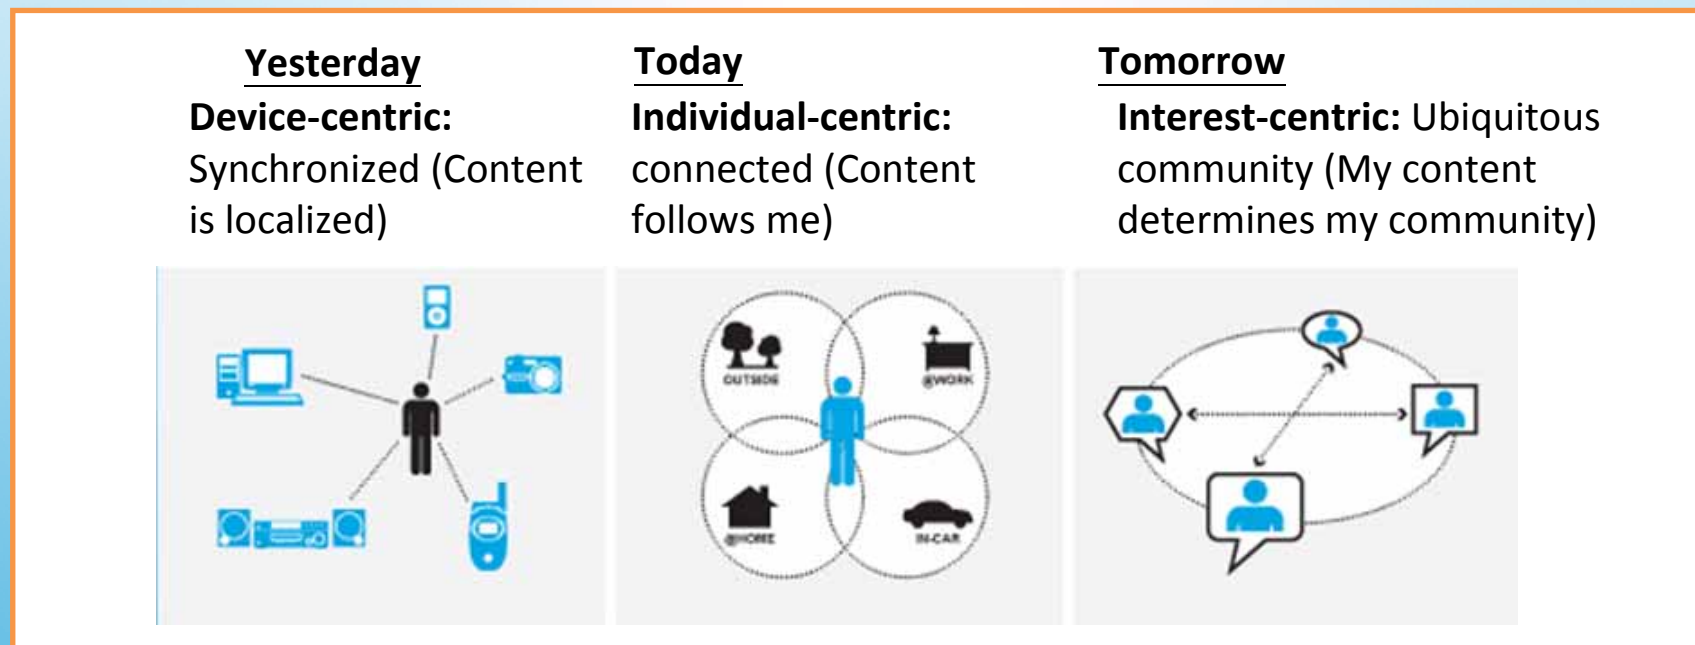 Yesterday
Device-centric:
Synchronized (Content
is localized)
Today
Individual-centric:
connected (Content
follows me)
Tomorrow
Interest-centric: Ubiquitous
community (My content
determines my community)
OUTSIDE
@WORK
@HOME
IN-CAR